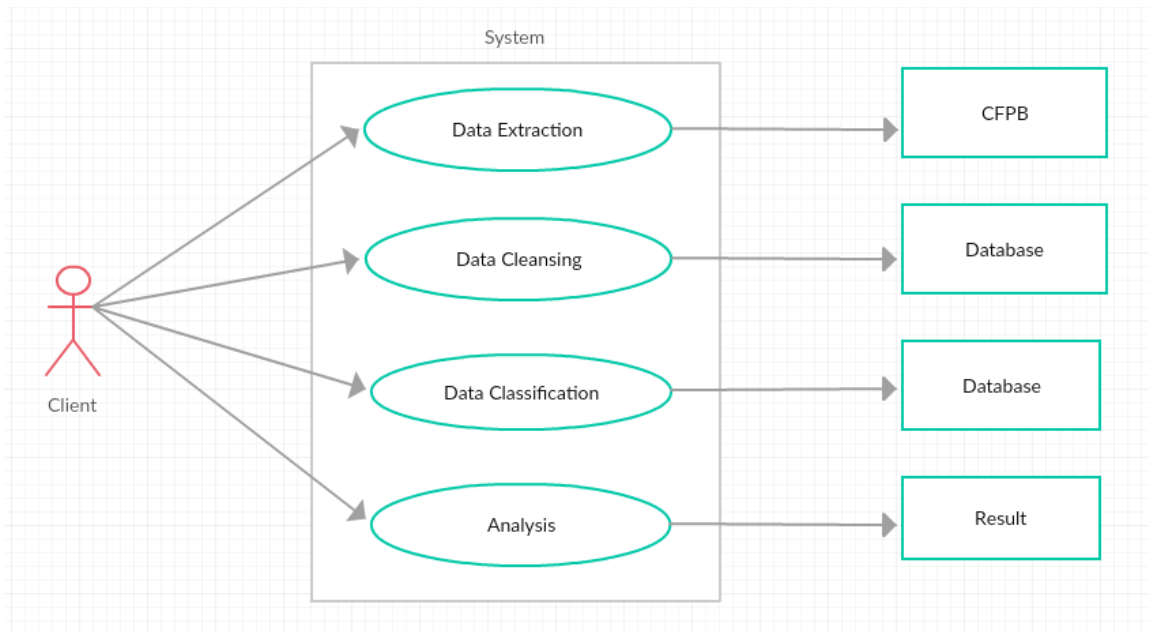 System
Data Extraction
CFPB
Data Cleansing
Database
Client
Data Classification
Database
Analysis
Result